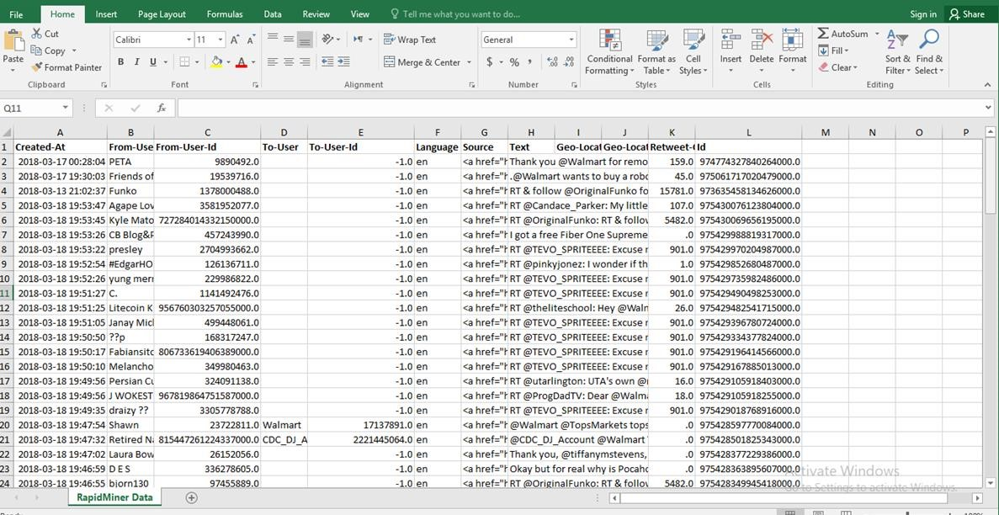 File Home Insert Page Layout Formulas Data Review View Tell me what you want to do... Sign in Share
Cut
Copy
Format Painter
Paste
Calibri 11
B I U
Wrap Text
Merge & Center
General
$ % ,
Conditional Formatting
Format as Table
Cell Styles
Insert Delete Format
AutoSum
Fill
Clear
Sort & Filter
Find & Select
Clipboard Font Alignment Number Styles Cells Editing
Q11 fx
A B C D E F G H I J K L M N O P
1 Created-At From-Use From-User-Id To-User To-User-Id Language Source Text Geo-Locat Geo-Locat Retweet- Id
2 2018-03-17 00:28:04 PETA 9890492.0 -1.0 en <a href="h Thank you @Walmart for remo 159.0 974774327840264000.0
3 2018-03-17 19:30:03 Friends of 19539716.0 -1.0 en <a href="h .@Walmart wants to buy a robo 45.0 975061717020479000.0
4 2018-03-13 21:02:37 Funko 1378000488.0 -1.0 en <a href="h RT & follow @OriginalFunko fo 15781.0 973635458134626000.0
5 2018-03-18 19:53:47 Agape Lov 3581952077.0 -1.0 en <a href="h RT @Candace_Parker: My little 107.0 975430076123804000.0
6 2018-03-18 19:53:45 Kyle Mato 727284014332150000.0 -1.0 en <a href="h RT @OriginalFunko: RT & follow 5482.0 975430069656195000.0
7 2018-03-18 19:53:26 CB Blog&P 457243990.0 -1.0 en <a href="h I got a free Fiber One Supreme .0 975429988819317000.0
8 2018-03-18 19:53:22 presley 2704993662.0 -1.0 en <a href="h RT @TEVO_SPRITEEEE: Excuse r 901.0 975429970204987000.0
9 2018-03-18 19:52:54 #EdgarHO 126136711.0 -1.0 en <a href="h RT @pinkyjonez: I wonder if th 1.0 975429852680487000.0
10 2018-03-18 19:52:26 yung merr 229986822.0 -1.0 en <a href="h RT @TEVO_SPRITEEEE: Excuse r 901.0 975429735982486000.0
11 2018-03-18 19:51:27 C. 1141492476.0 -1.0 en <a href="h RT @TEVO_SPRITEEEE: Excuse r 901.0 975429490498253000.0
12 2018-03-18 19:51:25 Litecoin K 956760303257055000.0 -1.0 en <a href="h RT @theliteschool: Hey @Waln 26.0 975429482541715000.0
13 2018-03-18 19:51:05 Janay Micl 499448061.0 -1.0 en <a href="h RT @TEVO_SPRITEEEE: Excuse r 901.0 975429396780724000.0
14 2018-03-18 19:50:50 ??p 168317247.0 -1.0 en <a href="h RT @TEVO_SPRITEEEE: Excuse r 901.0 975429334377824000.0
15 2018-03-18 19:50:17 Fabiansito 806733619406389000.0 -1.0 en <a href="h RT @TEVO_SPRITEEEE: Excuse r 901.0 975429196414566000.0
16 2018-03-18 19:50:10 Melancho 349980463.0 -1.0 en <a href="h RT @TEVO_SPRITEEEE: Excuse r 901.0 975429167885013000.0
17 2018-03-18 19:49:56 Persian Cu 324091138.0 -1.0 en <a href="h RT @utarlington: UTA's own @ 16.0 975429105918403000.0
18 2018-03-18 19:49:56 J WOKEST 967819864751587000.0 -1.0 en <a href="h RT @ProgDadTV: Dear @Walma 18.0 975429105918255000.0
19 2018-03-18 19:49:35 draizy ?? 3305778788.0 -1.0 en <a href="h RT @TEVO_SPRITEEEE: Excuse r 901.0 975429018768916000.0
20 2018-03-18 19:47:54 Shawn 23722811.0 Walmart 17137891.0 en <a href="h @Walmart @TopsMarkets tops .0 975428597770084000.0
21 2018-03-18 19:47:32 Retired Na 815447261224337000.0 CDC_DJ_A 2221445064.0 en <a href="h @CDC_DJ_Account @Walmart .0 975428501825343000.0
22 2018-03-18 19:47:02 Laura Bow 26152056.0 -1.0 en <a href="h Thank you, @tiffanymstevens, .0 975428377229386000.0
23 2018-03-18 19:46:59 D E S 336278605.0 -1.0 en <a href="h Okay but for real why is Pocaho .0 975428363895607000.0
24 2018-03-18 19:46:55 bjorn130 97455889.0 -1.0 en <a href="h RT @OriginalFunko: RT & follow 5482.0 975428349945418000.0
Activate Windows
Go to Settings to activate Windows.
RapidMiner Data